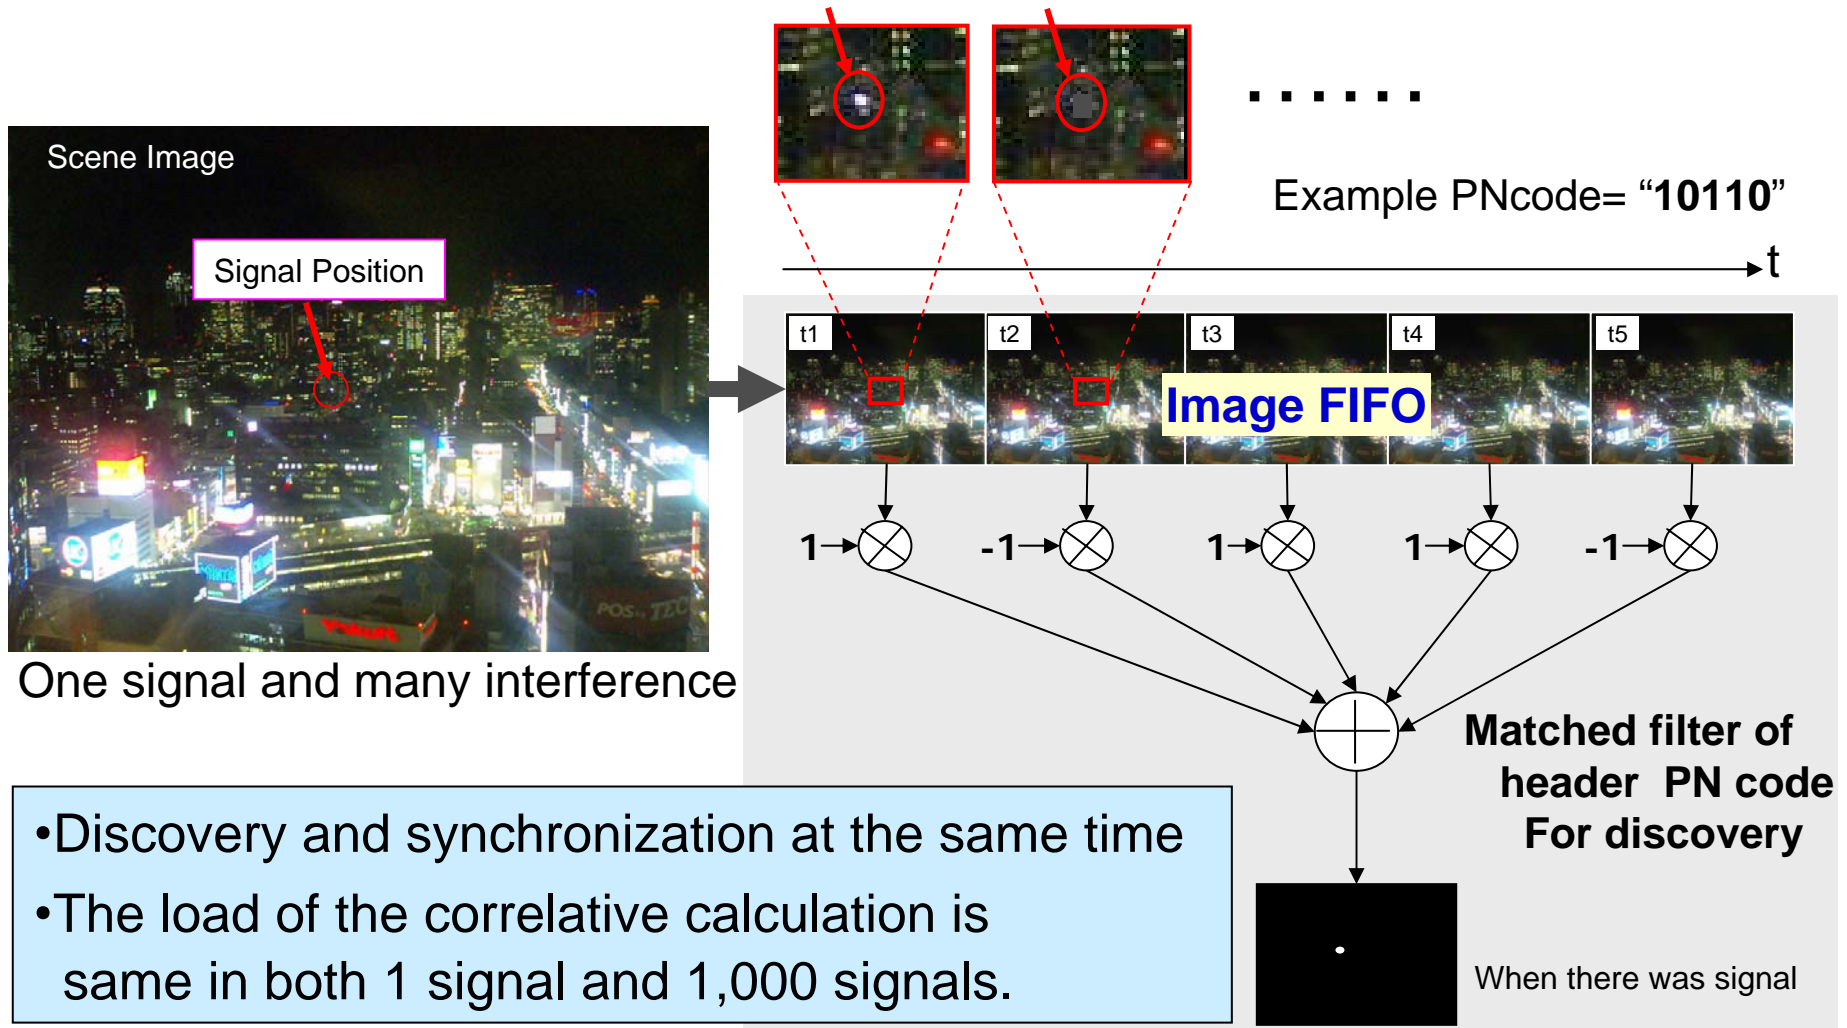 Scene Image
Signal Position
One signal and many interference
. . . . . .
Example PNcode= “10110”
t
t1
t2
t3
t4
t5
Image FIFO
1
-1
1
1
-1
Matched filter of
header PN code
For discovery
When there was signal
•Discovery and synchronization at the same time
•The load of the correlative calculation is
same in both 1 signal and 1,000 signals.
Yakult
POS
TEC